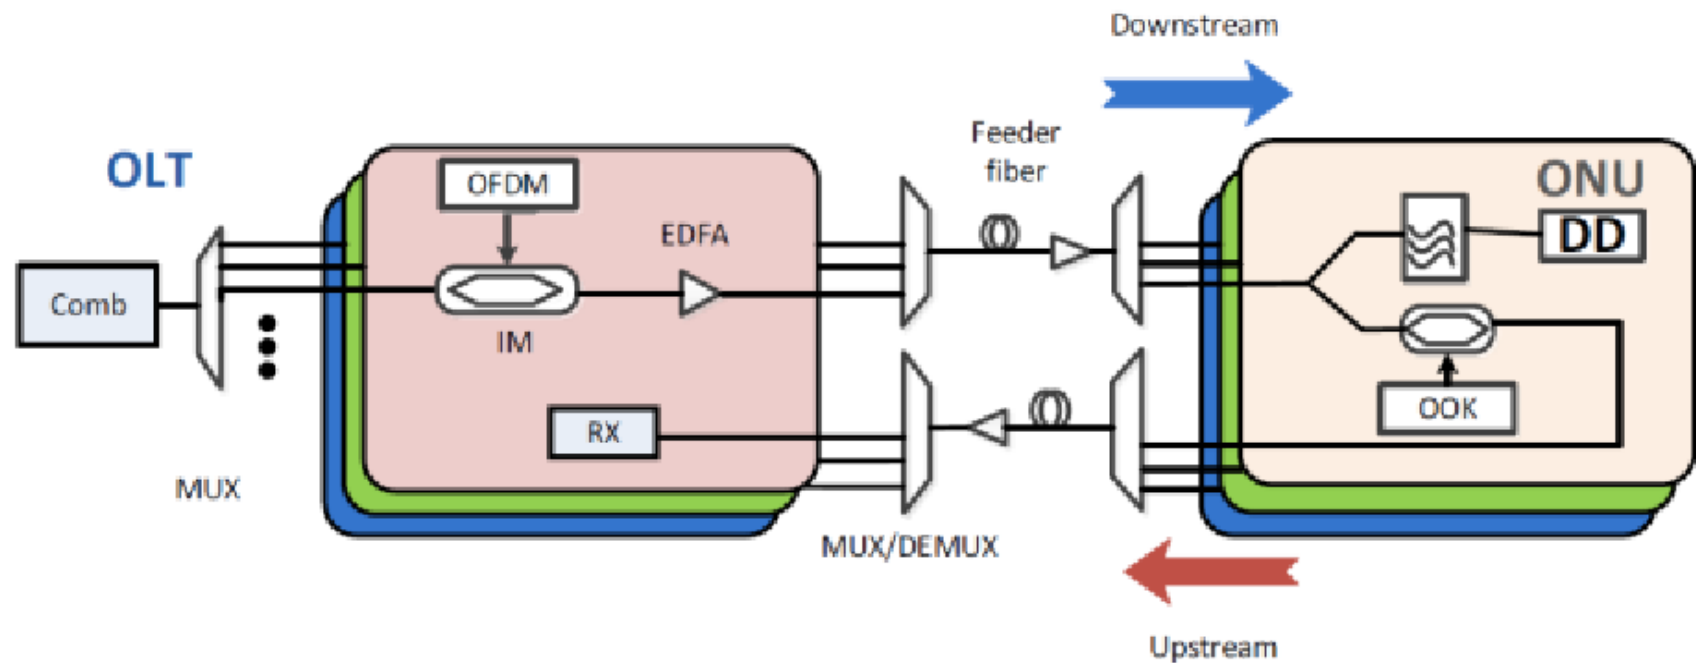 Downstream
Feeder
fiber
OLT
OFDM
ONU
EDFA
DD
Comb
IM
OOK
RX
MUX
MUX/DEMUX
Upstream